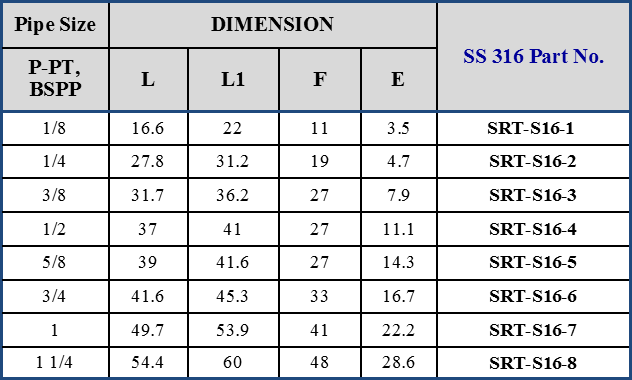 Pipe Size DIMENSION SS 316 Part No.
P-PT, BSPP L L1 F E
1/8 16.6 22 11 3.5 SRT-S16-1
1/4 27.8 31.2 19 4.7 SRT-S16-2
3/8 31.7 36.2 27 7.9 SRT-S16-3
1/2 37 41 27 11.1 SRT-S16-4
5/8 39 41.6 27 14.3 SRT-S16-5
3/4 41.6 45.3 33 16.7 SRT-S16-6
1 49.7 53.9 41 22.2 SRT-S16-7
1 1/4 54.4 60 48 28.6 SRT-S16-8